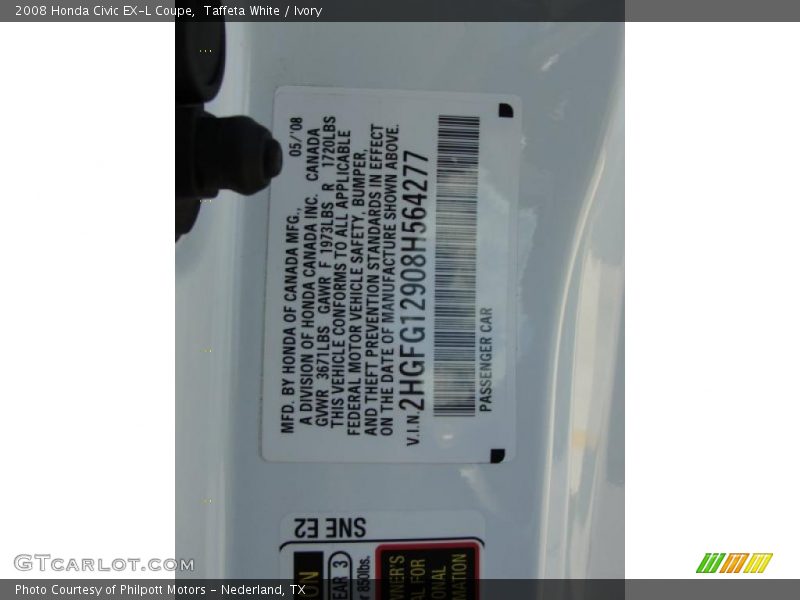 2008 Honda Civic EX-L Coupe,  Taffeta White / Ivory
MFD. BY HONDA OF CANADA MFG., 05/'08
A DIVISION OF HONDA CANADA INC. CANADA
GVWR 3671LBS GAWR F 1973LBS R 1720LBS
THIS VEHICLE CONFORMS TO ALL APPLICABLE
FEDERAL MOTOR VEHICLE SAFETY, BUMPER,
AND THEFT PREVENTION STANDARDS IN EFFECT
ON THE DATE OF MANUFACTURE SHOWN ABOVE.
V.I.N. 2HGFG12908H564277
PASSENGER CAR
SNE E2
EAR 3
850lbs.
GTCarLot.com
Photo Courtesy of Philpott Motors - Nederland, TX